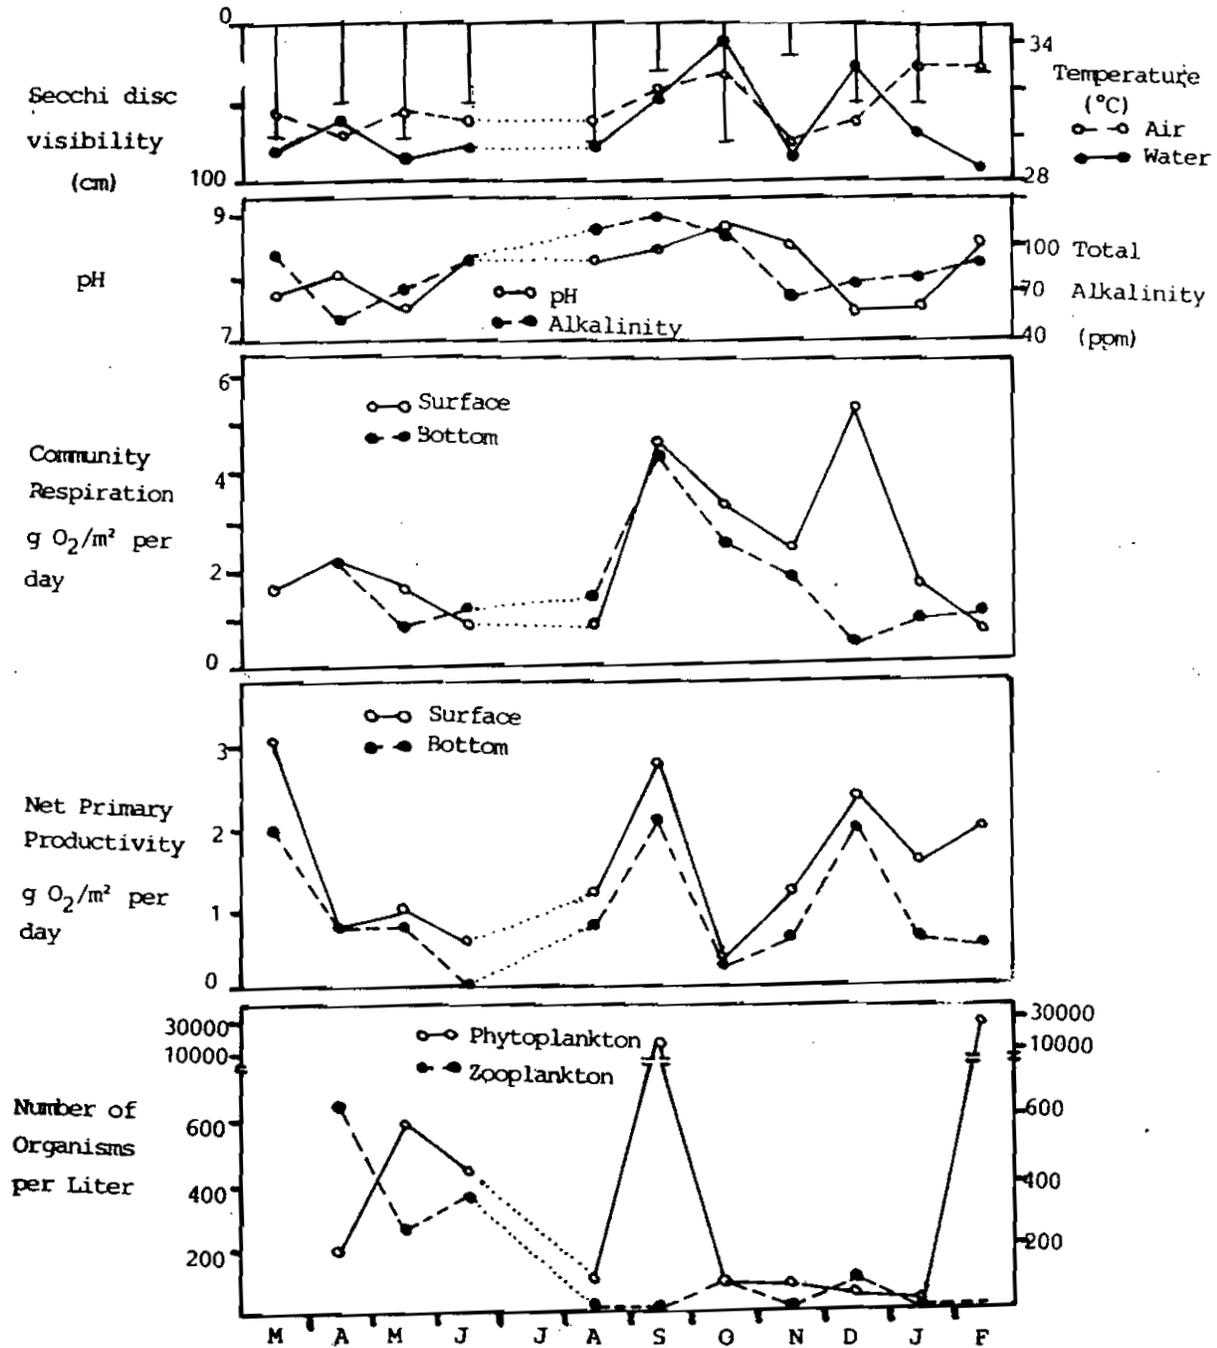 0
34
Secchi disc
visibility
(cm)
100
Temperature
(°C)
Air
Water
28
9
pH
7
pH
Alkalinity
100 Total
70 Alkalinity
40 (ppm)
6
Surface
Bottom
Community
Respiration
g O₂/m² per
day
4
2
0
Surface
Bottom
3
Net Primary
Productivity
g O₂/m² per
day
2
1
0
30000
10000
Phytoplankton
Zooplankton
30000
10000
Number of
Organisms
per Liter
600
400
200
600
400
200
M A M J J A S O N D J F